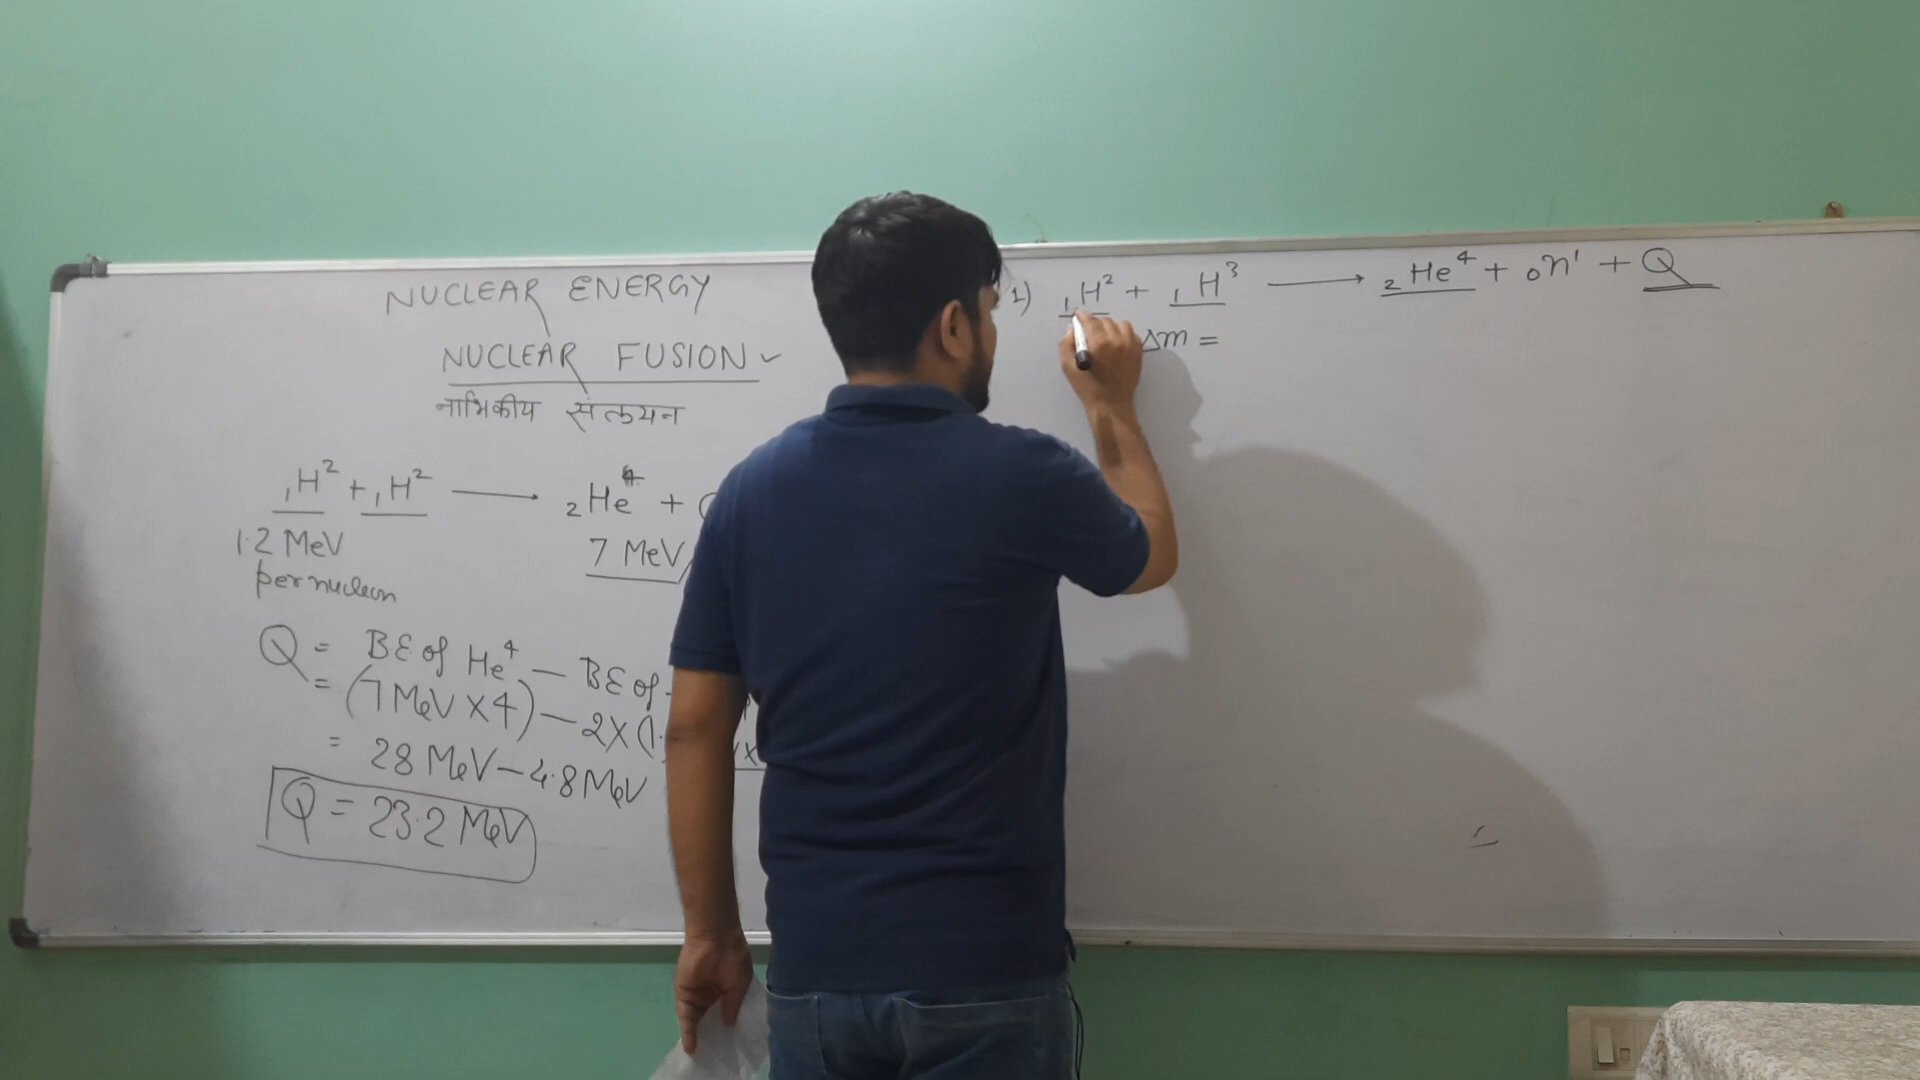 NUCLEAR ENERGY
NUCLEAR FUSION ✓
नाभिकीय संलयन
₁H² + ₁H² ⟶ ₂He⁴ +
1.2 MeV
per nucleon
7 MeV
Q = BE of He⁴ — BE of
= (7 MeV X 4) — 2 X (1.
= 28 MeV — 4.8 MeV
Q = 23.2 MeV
1) ₁H² + ₁H³ ⟶ ₂He⁴ + ₀n¹ + Q
Δm =